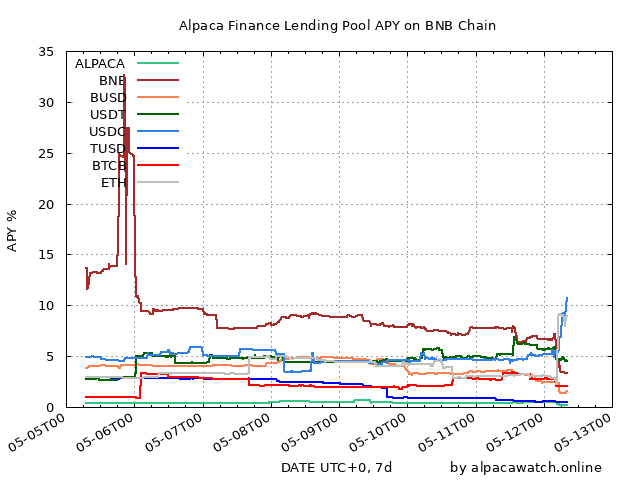 Alpaca Finance Lending Pool APY on BNB Chain
35
30
25
20
15
10
5
0
APY %
ALPACA
BNB
BUSD
USDT
USDC
TUSD
BTCB
ETH
05-05T00
05-06T00
05-07T00
05-08T00
05-09T00
05-10T00
05-11T00
05-12T00
05-13T00
DATE UTC+0, 7d
by alpacawatch.online